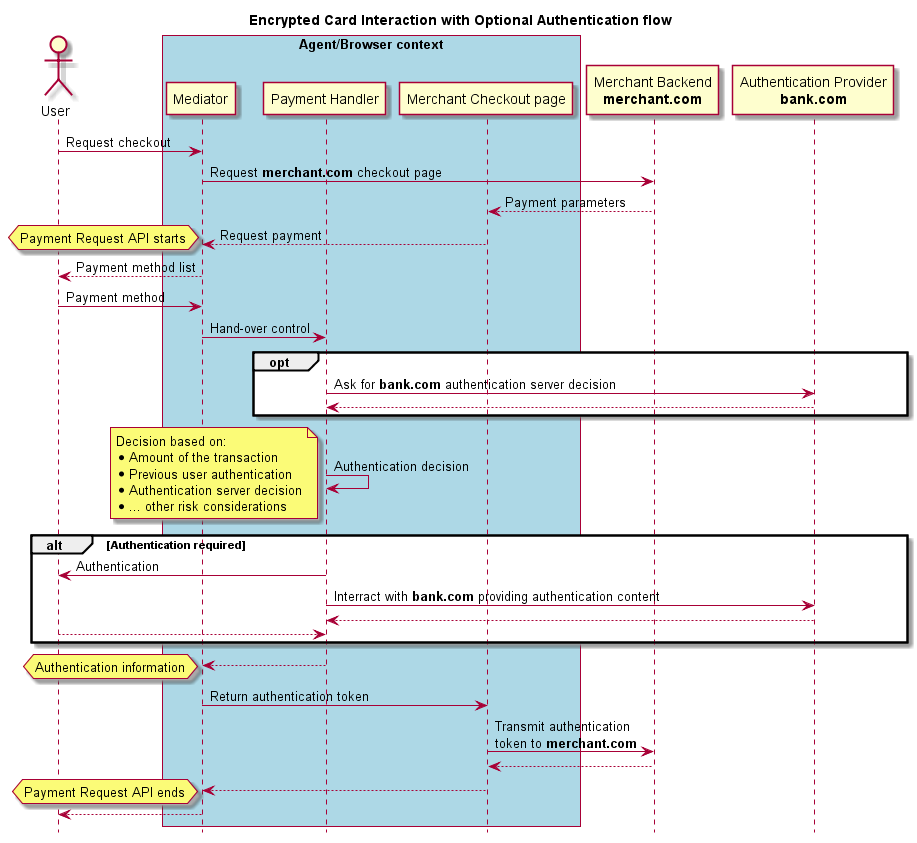 Encrypted Card Interaction with Optional Authentication flow
Agent/Browser context
User
Mediator
Payment Handler
Merchant Checkout page
Merchant Backend
merchant.com
Authentication Provider
bank.com
Request checkout
Request merchant.com checkout page
Payment parameters
Payment Request API starts
Request payment
Payment method list
Payment method
Hand-over control
opt
Ask for bank.com authentication server decision
Decision based on:
• Amount of the transaction
• Previous user authentication
• Authentication server decision
• ... other risk considerations
Authentication decision
alt [Authentication required]
Authentication
Interract with bank.com providing authentication content
Authentication information
Return authentication token
Transmit authentication
token to merchant.com
Payment Request API ends